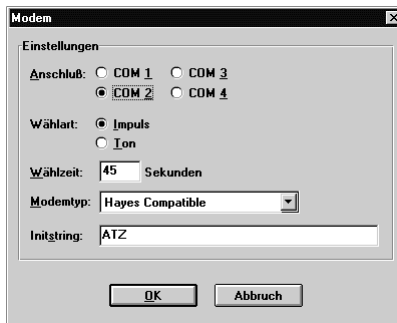 Modem
Einstellungen
Anschluß: COM 1 COM 3
COM 2 COM 4
Wählart: Impuls
Ton
Wählzeit: 45 Sekunden
Modemtyp: Hayes Compatible
Initstring: ATZ
OK Abbruch